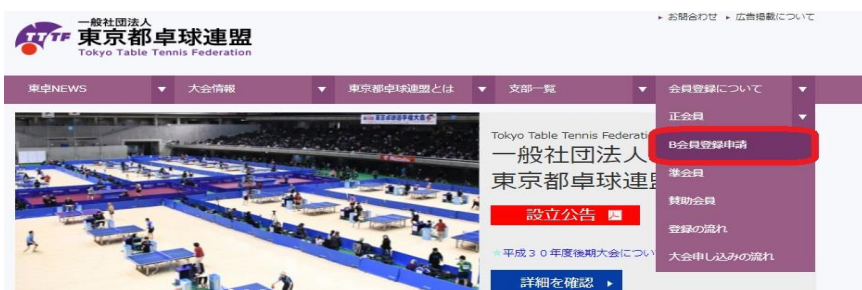 お問合わせ
広告掲載について
TTTF
一般社団法人
東京都卓球連盟
Tokyo Table Tennis Federation
東卓NEWS
大会情報
東京都卓球連盟とは
支部一覧
会員登録について
正会員
B会員登録申請
準会員
賛助会員
登録の流れ
大会申し込みの流れ
Tokyo Table Tennis Federati
一般社団法人
東京都卓球連
設立公告
平成30年度後期大会につい
詳細を確認